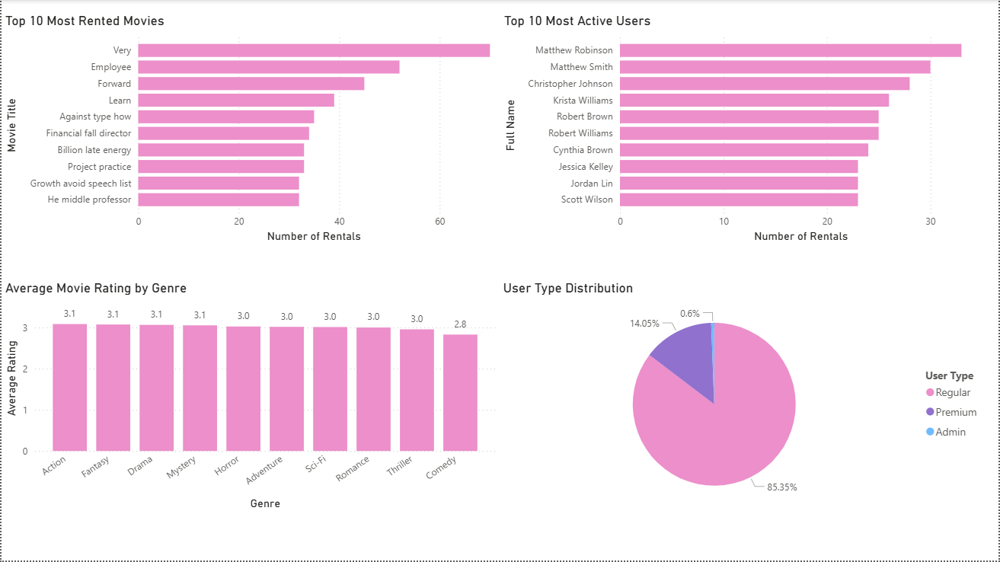 Top 10 Most Rented Movies
Movie Title
Very
Employee
Forward
Learn
Against type how
Financial fall director
Billion late energy
Project practice
Growth avoid speech list
He middle professor
0 20 40 60
Number of Rentals
Top 10 Most Active Users
Full Name
Matthew Robinson
Matthew Smith
Christopher Johnson
Krista Williams
Robert Brown
Robert Williams
Cynthia Brown
Jessica Kelley
Jordan Lin
Scott Wilson
0 10 20 30
Number of Rentals
Average Movie Rating by Genre
Average Rating
3
2
1
0
3.1 3.1 3.1 3.1 3.0 3.0 3.0 3.0 3.0 2.8
Action Fantasy Drama Mystery Horror Adventure Sci-Fi Romance Thriller Comedy
Genre
User Type Distribution
0.6%
14.05%
85.35%
User Type
Regular
Premium
Admin